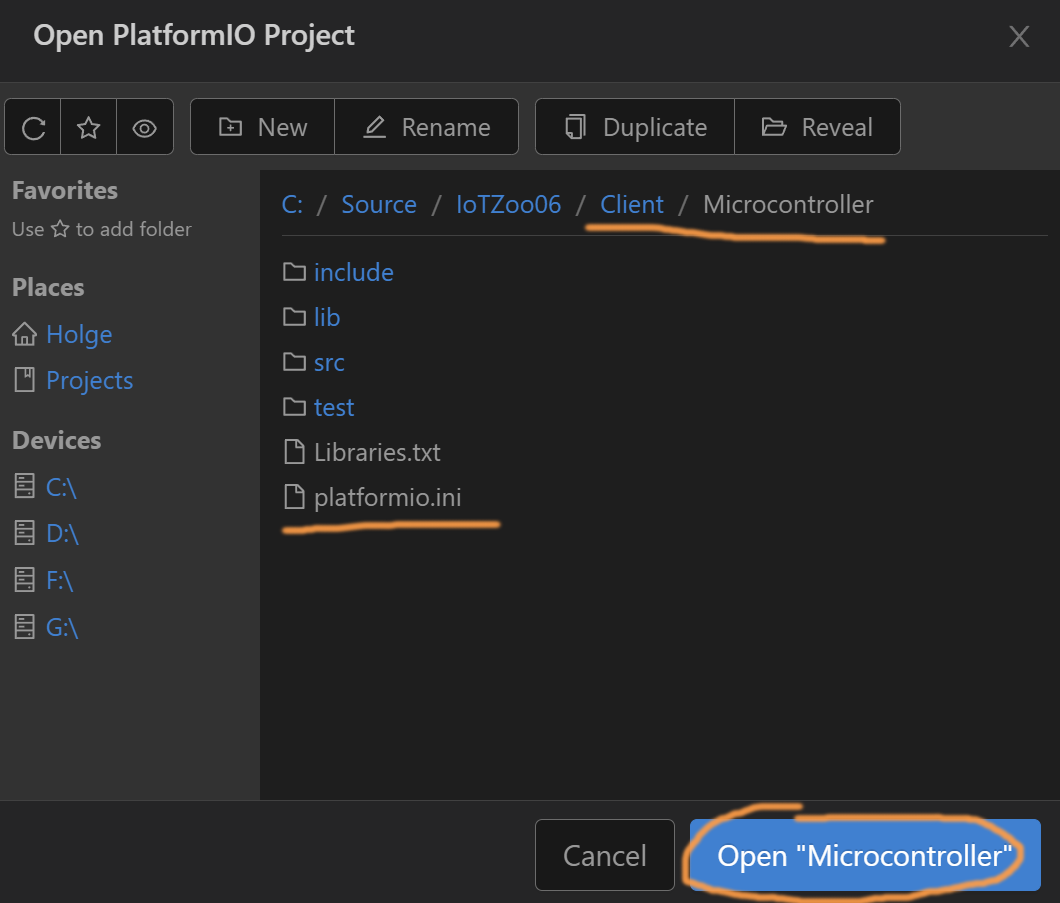 Open PlatformIO Project
New Rename Duplicate Reveal
Favorites
Use ☆ to add folder
Places
Holge
Projects
Devices
C:\
D:\
F:\
G:\
C: / Source / IoTZoo06 / Client / Microcontroller
include
lib
src
test
Libraries.txt
platformio.ini
Cancel Open "Microcontroller"